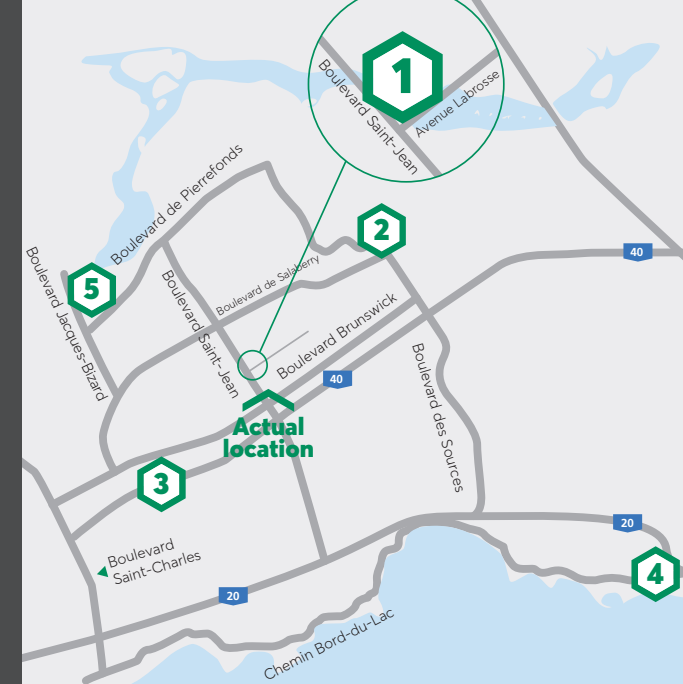 1
Boulevard Saint-Jean
Avenue Labrosse
Boulevard de Pierrefonds
2
40
Boulevard de Salaberry
5
Boulevard Jacques-Bizard
Boulevard Saint-Jean
Boulevard Brunswick
40
Boulevard des Sources
Actual
location
3
20
Boulevard
Saint-Charles
4
20
Chemin Bord-du-Lac